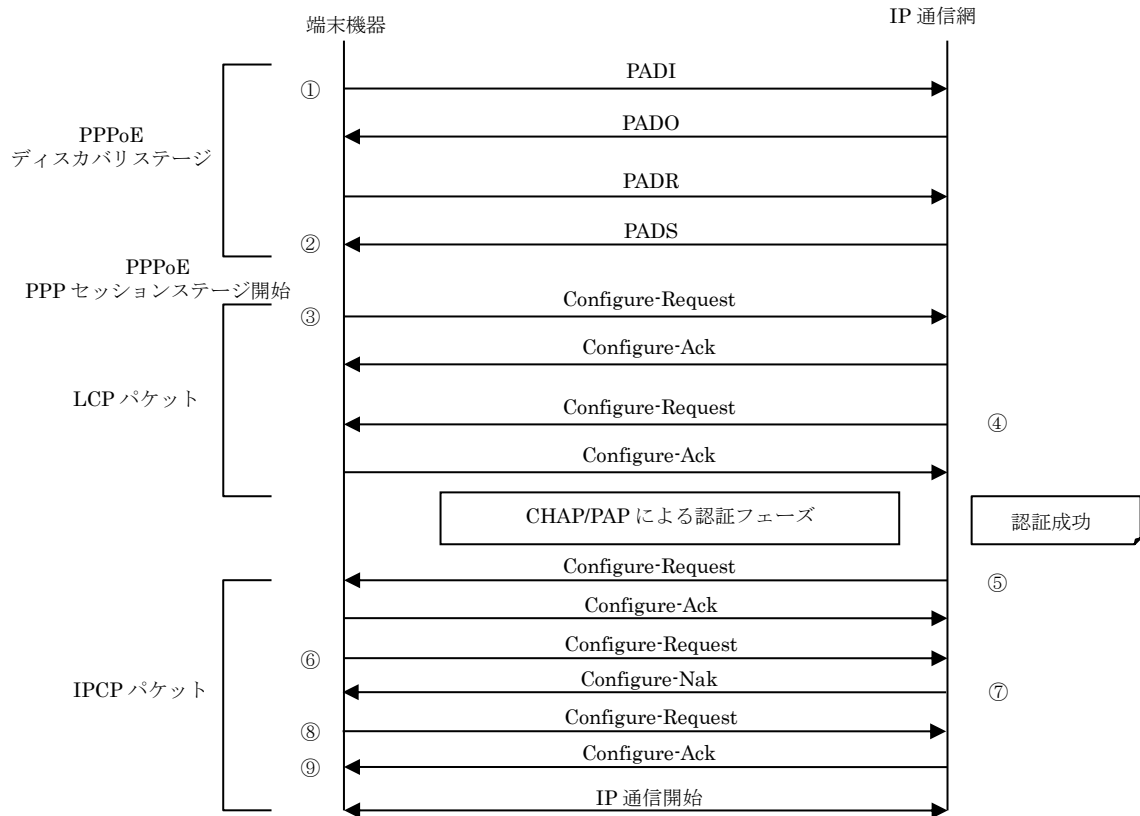 端末機器
IP 通信網
PPPoE
ディスカバリステージ
①
PADI
PADO
PADR
②
PADS
PPPoE
PPP セッションステージ開始
LCP パケット
③
Configure-Request
Configure-Ack
Configure-Request
④
Configure-Ack
CHAP/PAP による認証フェーズ
認証成功
IPCP パケット
Configure-Request
⑤
Configure-Ack
⑥
Configure-Request
Configure-Nak
⑦
⑧
Configure-Request
⑨
Configure-Ack
IP 通信開始